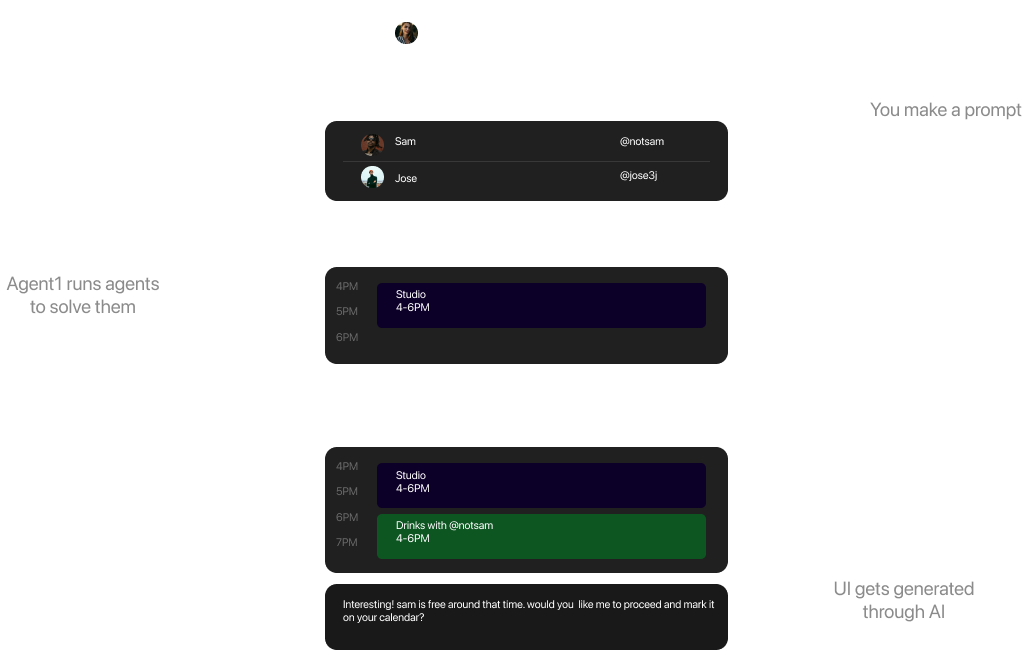 You make a prompt
Sam
@notsam
Jose
@jose3j
Agent1 runs agents
to solve them
4PM
5PM
6PM
Studio
4-6PM
4PM
5PM
6PM
7PM
Studio
4-6PM
Drinks with @notsam
4-6PM
Interesting! sam is free around that time. would you like me to proceed and mark it
on your calendar?
UI gets generated
through AI